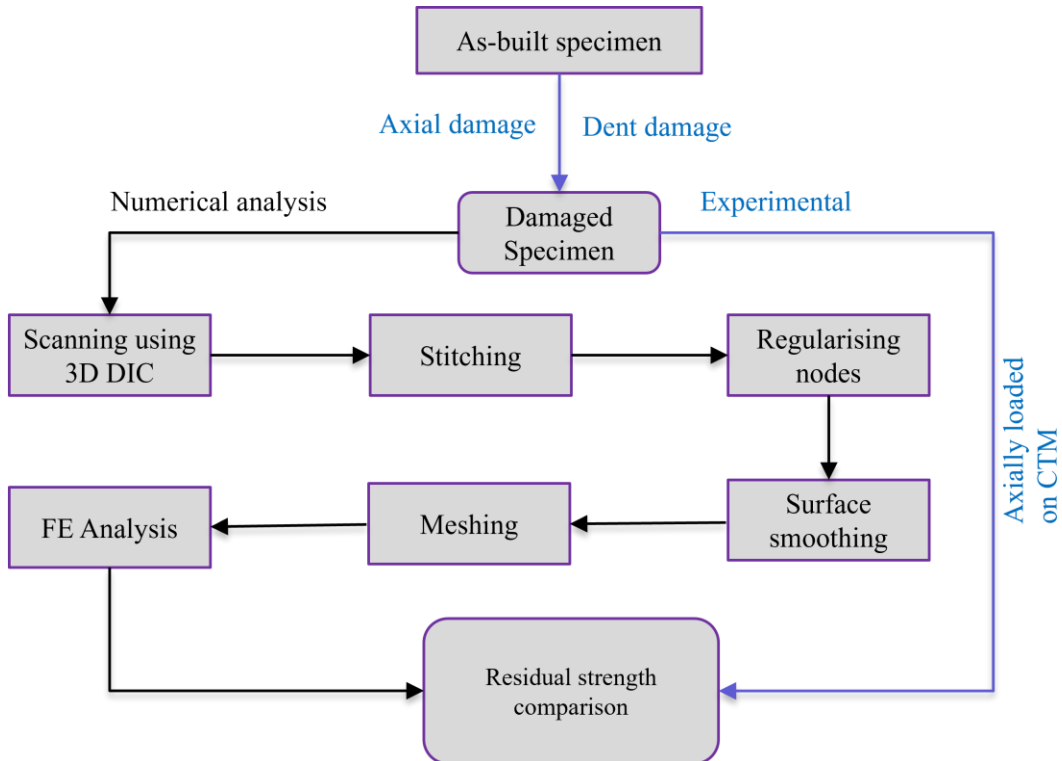 As-built specimen
Axial damage
Dent damage
Numerical analysis
Damaged
Specimen
Experimental
Scanning using
3D DIC
Stitching
Regularising
nodes
Axially loaded
on CTM
FE Analysis
Meshing
Surface
smoothing
Residual strength
comparison